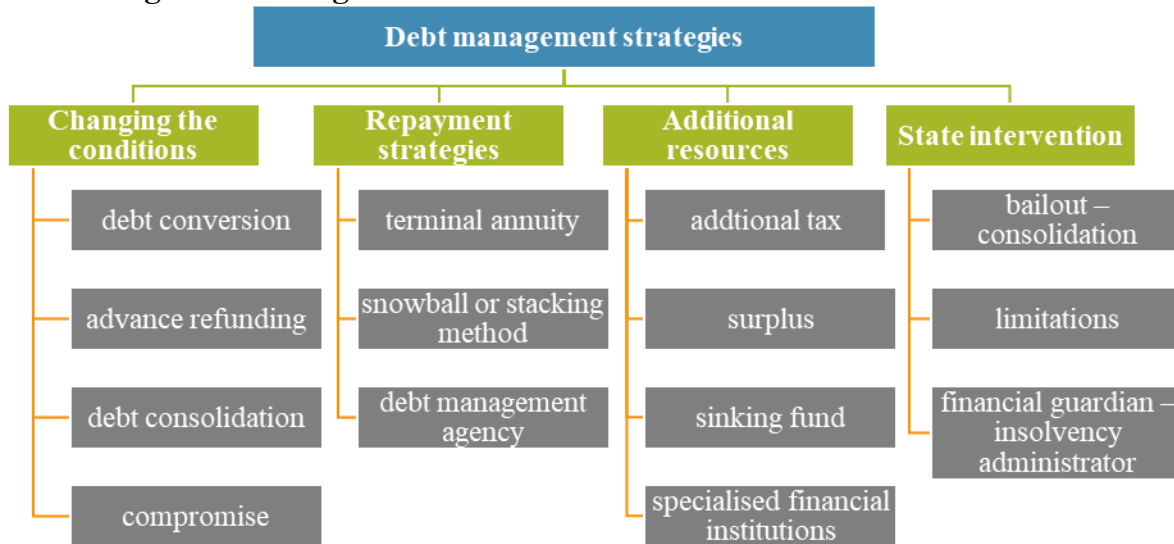 Debt management strategies
Changing the
conditions
debt conversion
advance refunding
debt consolidation
compromise
Repayment
strategies
terminal annuity
snowball or stacking
method
debt management
agency
Additional
resources
addtional tax
surplus
sinking fund
specialised financial
institutions
State intervention
bailout –
consolidation
limitations
financial guardian –
insolvency
administrator